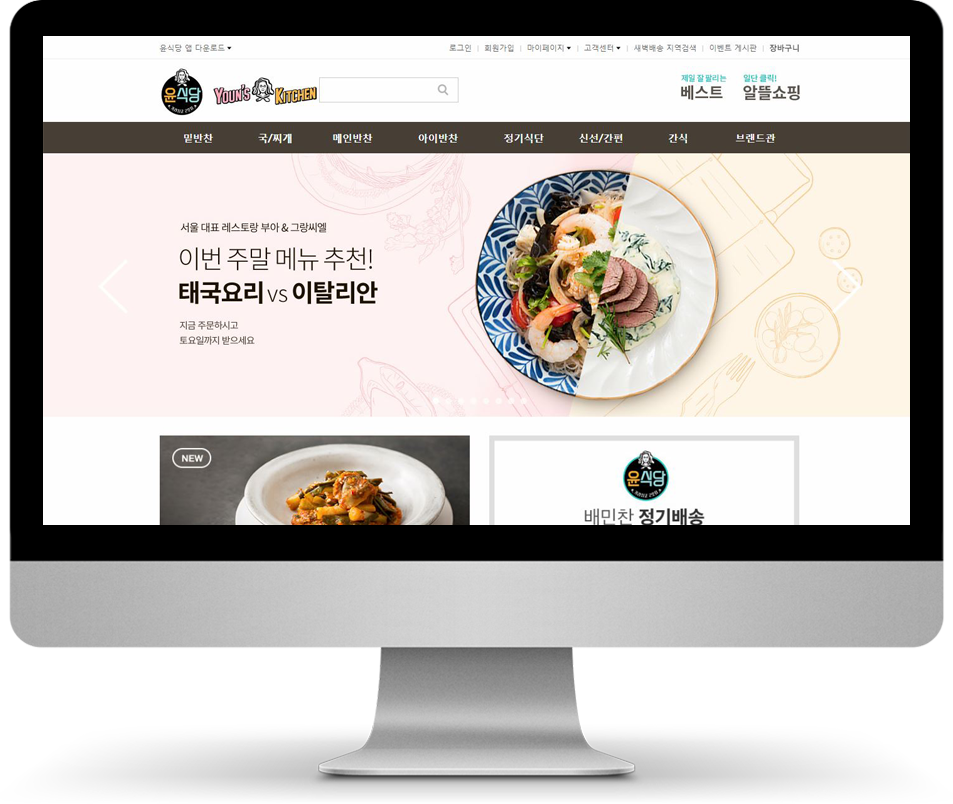 윤식당 앱 다운로드
로그인 | 회원가입 | 마이페이지 | 고객센터 | 새벽배송 지역검색 | 이벤트 게시판 | 장바구니
윤식당
YOUN'S KITCHEN
제일 잘 팔리는
베스트
일단 클릭!
알뜰쇼핑
밑반찬 국/찌개 메인반찬 아이반찬 정기식단 신선/간편 간식 브랜드관
서울 대표 레스토랑 부아 & 그랑씨엘
이번 주말 메뉴 추천!
태국요리 VS 이탈리안
지금 주문하시고
토요일까지 받으세요
NEW
윤식당
배민찬 정기배송